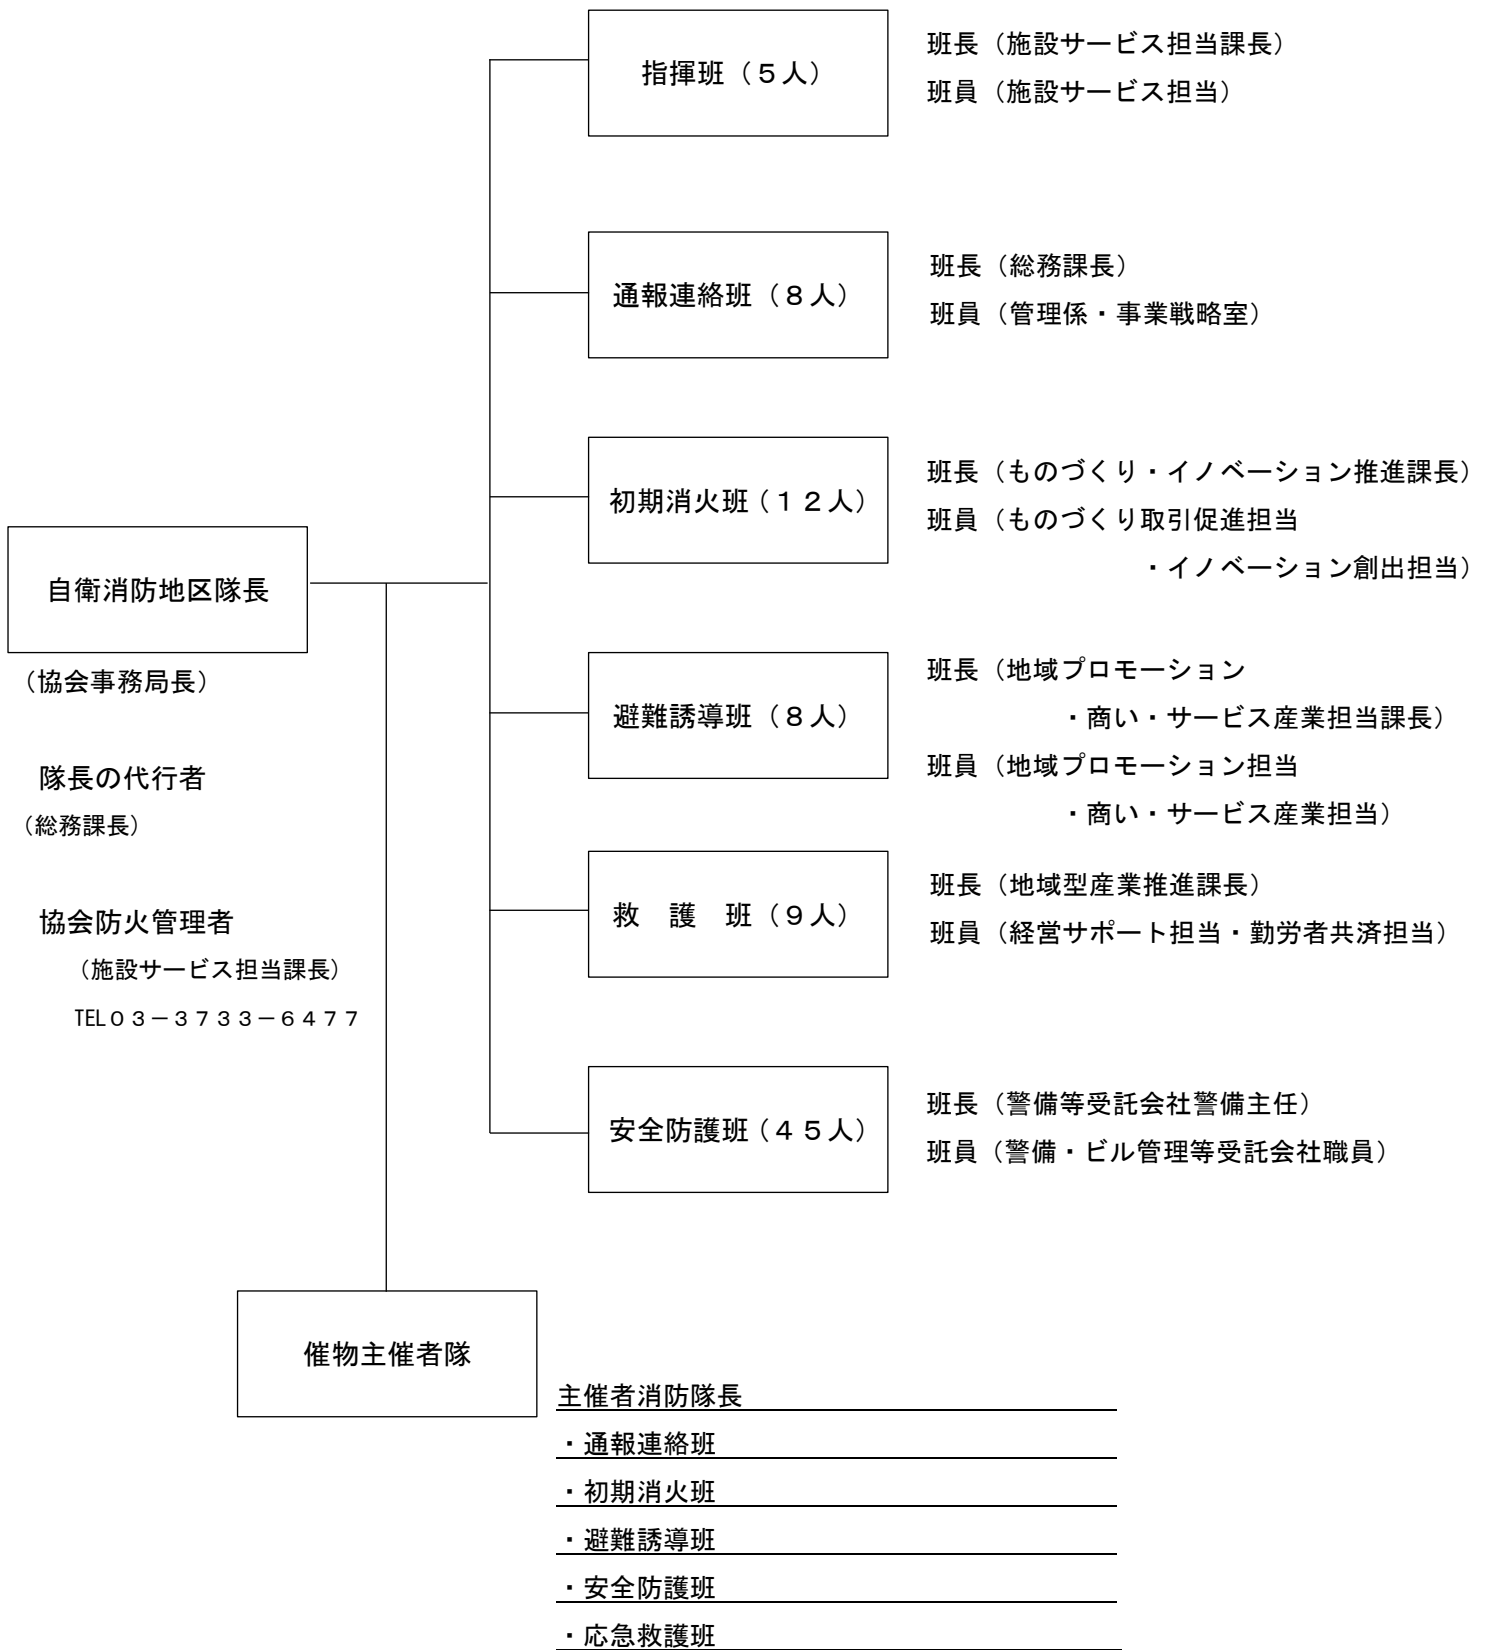 指揮班（５人）
班長（施設サービス担当課長）
班員（施設サービス担当）
通報連絡班（８人）
班長（総務課長）
班員（管理係・事業戦略室）
初期消火班（１２人）
班長（ものづくり・イノベーション推進課長）
班員（ものづくり取引促進担当
・イノベーション創出担当）
自衛消防地区隊長
（協会事務局長）
隊長の代行者
（総務課長）
協会防火管理者
（施設サービス担当課長）
TEL０３－３７３３－６４７７
避難誘導班（８人）
班長（地域プロモーション
・商い・サービス産業担当課長）
班員（地域プロモーション担当
・商い・サービス産業担当）
救　護　班（９人）
班長（地域型産業推進課長）
班員（経営サポート担当・勤労者共済担当）
安全防護班（４５人）
班長（警備等受託会社警備主任）
班員（警備・ビル管理等受託会社職員）
催物主催者隊
主催者消防隊長
・通報連絡班
・初期消火班
・避難誘導班
・安全防護班
・応急救護班